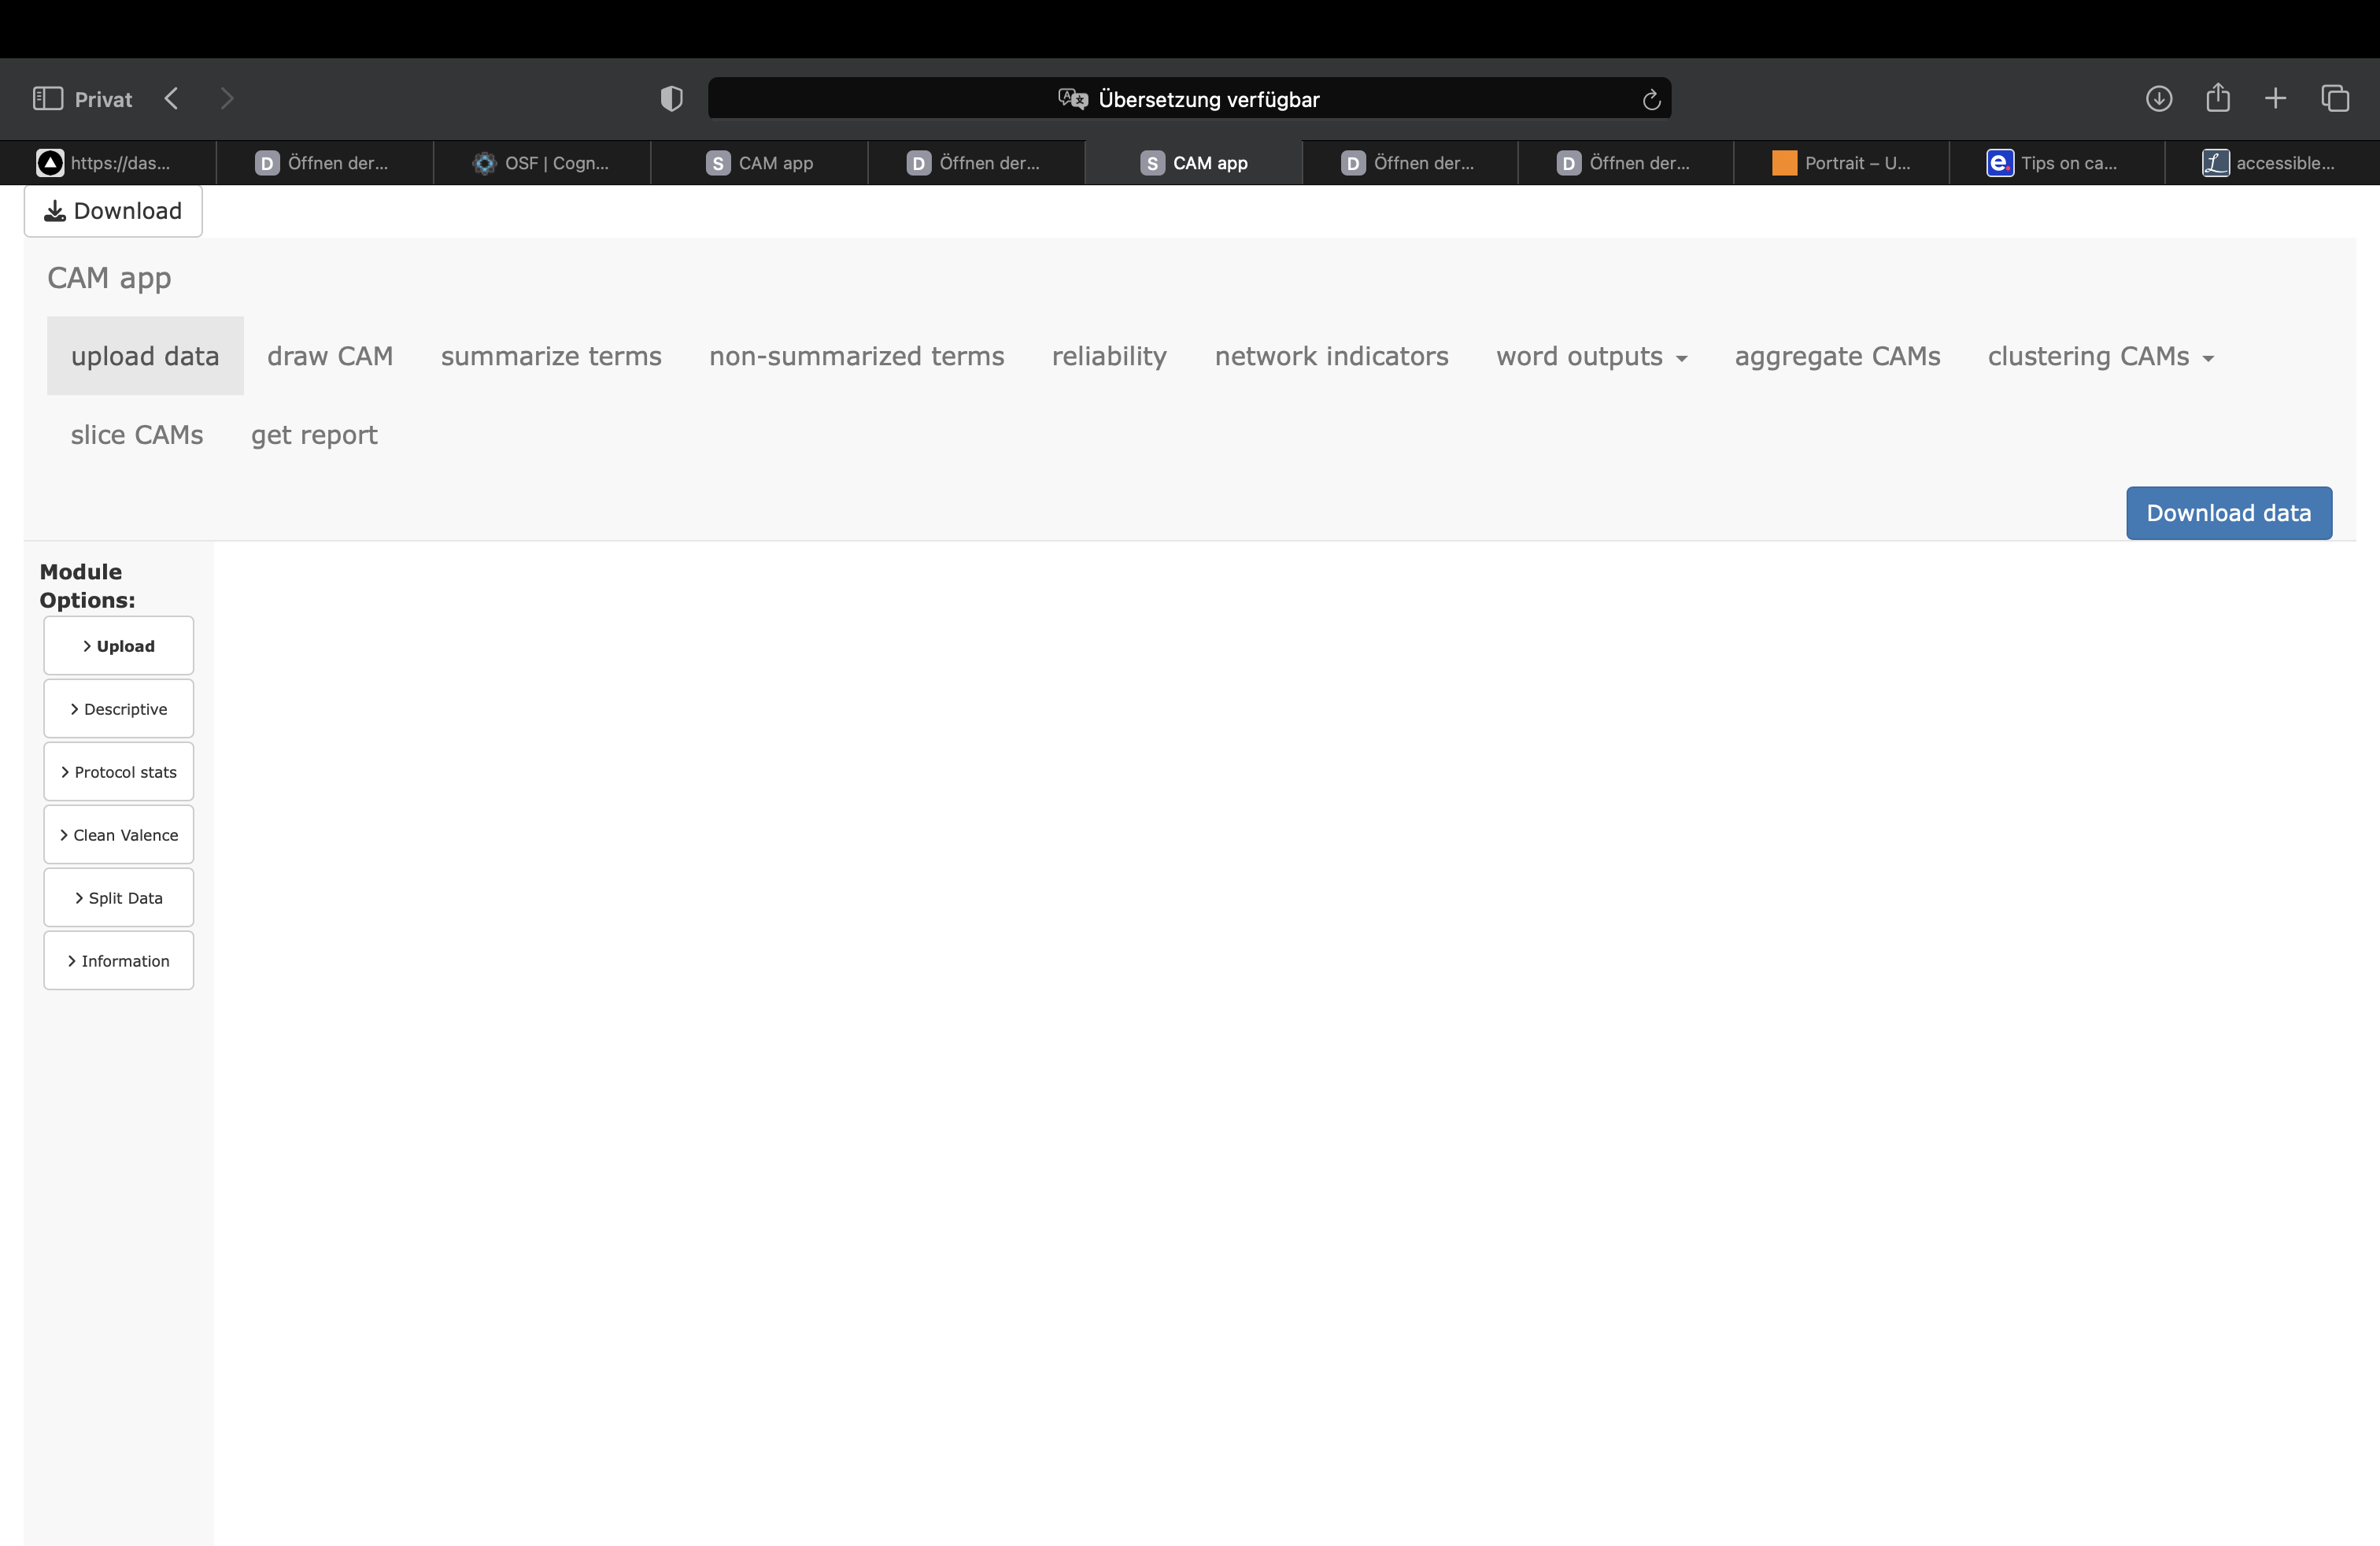 Privat
Übersetzung verfügbar
https://das...
D Öffnen der...
OSF | Cogn...
S CAM app
D Öffnen der...
S CAM app
D Öffnen der...
D Öffnen der...
Portrait – U...
e. Tips on ca...
L accessible...
Download
CAM app
upload data draw CAM summarize terms non-summarized terms reliability network indicators word outputs aggregate CAMs clustering CAMs
slice CAMs get report
Download data
Module
Options:
> Upload
> Descriptive
> Protocol stats
> Clean Valence
> Split Data
> Information